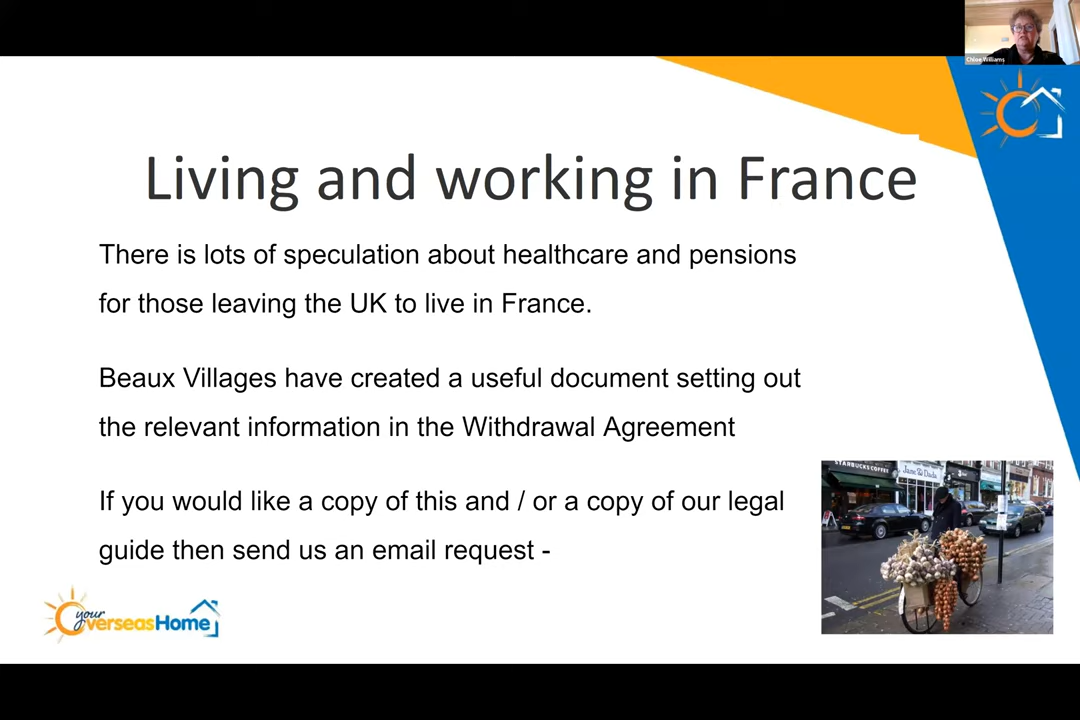 Chloe Williams
Living and working in France
There is lots of speculation about healthcare and pensions
for those leaving the UK to live in France.
Beaux Villages have created a useful document setting out
the relevant information in the Withdrawal Agreement
If you would like a copy of this and / or a copy of our legal
guide then send us an email request -
STARBUCKS COFFEE
your
OverseasHome